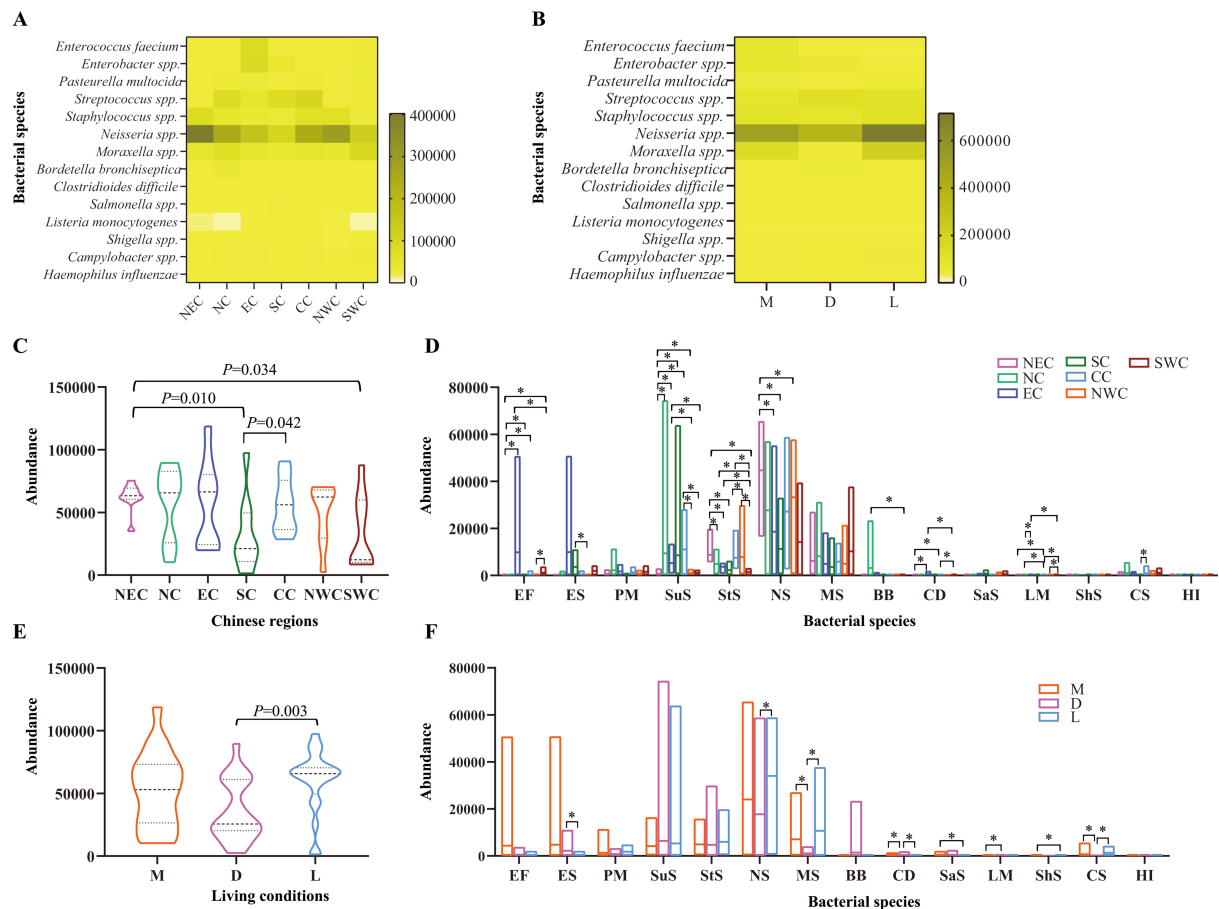 A
Bacterial species
Enterococcus faecium
Enterobacter spp.
Pasteurella multocida
Streptococcus spp.
Staphylococcus spp.
Neisseria spp.
Moraxella spp.
Bordetella bronchiseptica
Clostridioides difficile
Salmonella spp.
Listeria monocytogenes
Shigella spp.
Campylobacter spp.
Haemophilus influenzae
NEC NC EC SC CC NWC SWC
400000
300000
200000
100000
0
B
Bacterial species
Enterococcus faecium
Enterobacter spp.
Pasteurella multocida
Streptococcus spp.
Staphylococcus spp.
Neisseria spp.
Moraxella spp.
Bordetella bronchiseptica
Clostridioides difficile
Salmonella spp.
Listeria monocytogenes
Shigella spp.
Campylobacter spp.
Haemophilus influenzae
M D L
600000
400000
200000
0
C
Abundance
150000
100000
50000
0
P=0.034
P=0.010
P=0.042
NEC NC EC SC CC NWC SWC
Chinese regions
D
Abundance
80000
60000
40000
20000
0
* * * * * * * * * * * * * * * * * * * * * * * * * * * * * * * * * *
NEC SC SWC
NC CC
EC NWC
EF ES PM SuS StS NS MS BB CD SaS LM ShS CS HI
Bacterial species
E
Abundance
150000
100000
50000
0
P=0.003
M D L
Living conditions
F
Abundance
80000
60000
40000
20000
0
* * * * * * * * * * *
M
D
L
EF ES PM SuS StS NS MS BB CD SaS LM ShS CS HI
Bacterial species